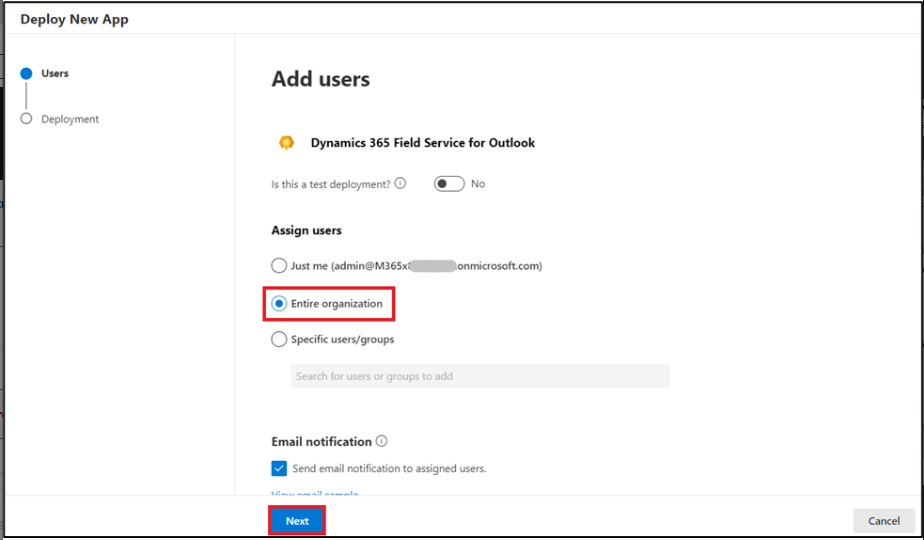 Deploy New App
Users
Deployment
Add users
Dynamics 365 Field Service for Outlook
Is this a test deployment? No
Assign users
Just me (admin@M365x onmicrosoft.com)
Entire organization
Specific users/groups
Search for users or groups to add
Email notification
Send email notification to assigned users.
View email sample
Next
Cancel